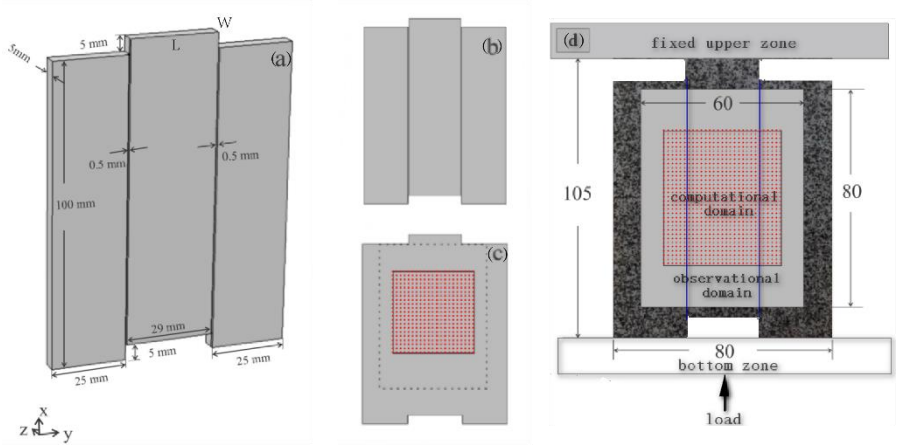 W
5 mm
L
(a)
5mm
0.5 mm
0.5 mm
100 mm
29 mm
5 mm
25 mm
25 mm
x
z
y
(b)
(c)
(d)
fixed upper zone
60
105
80
computational
domain
observational
domain
80
bottom zone
load